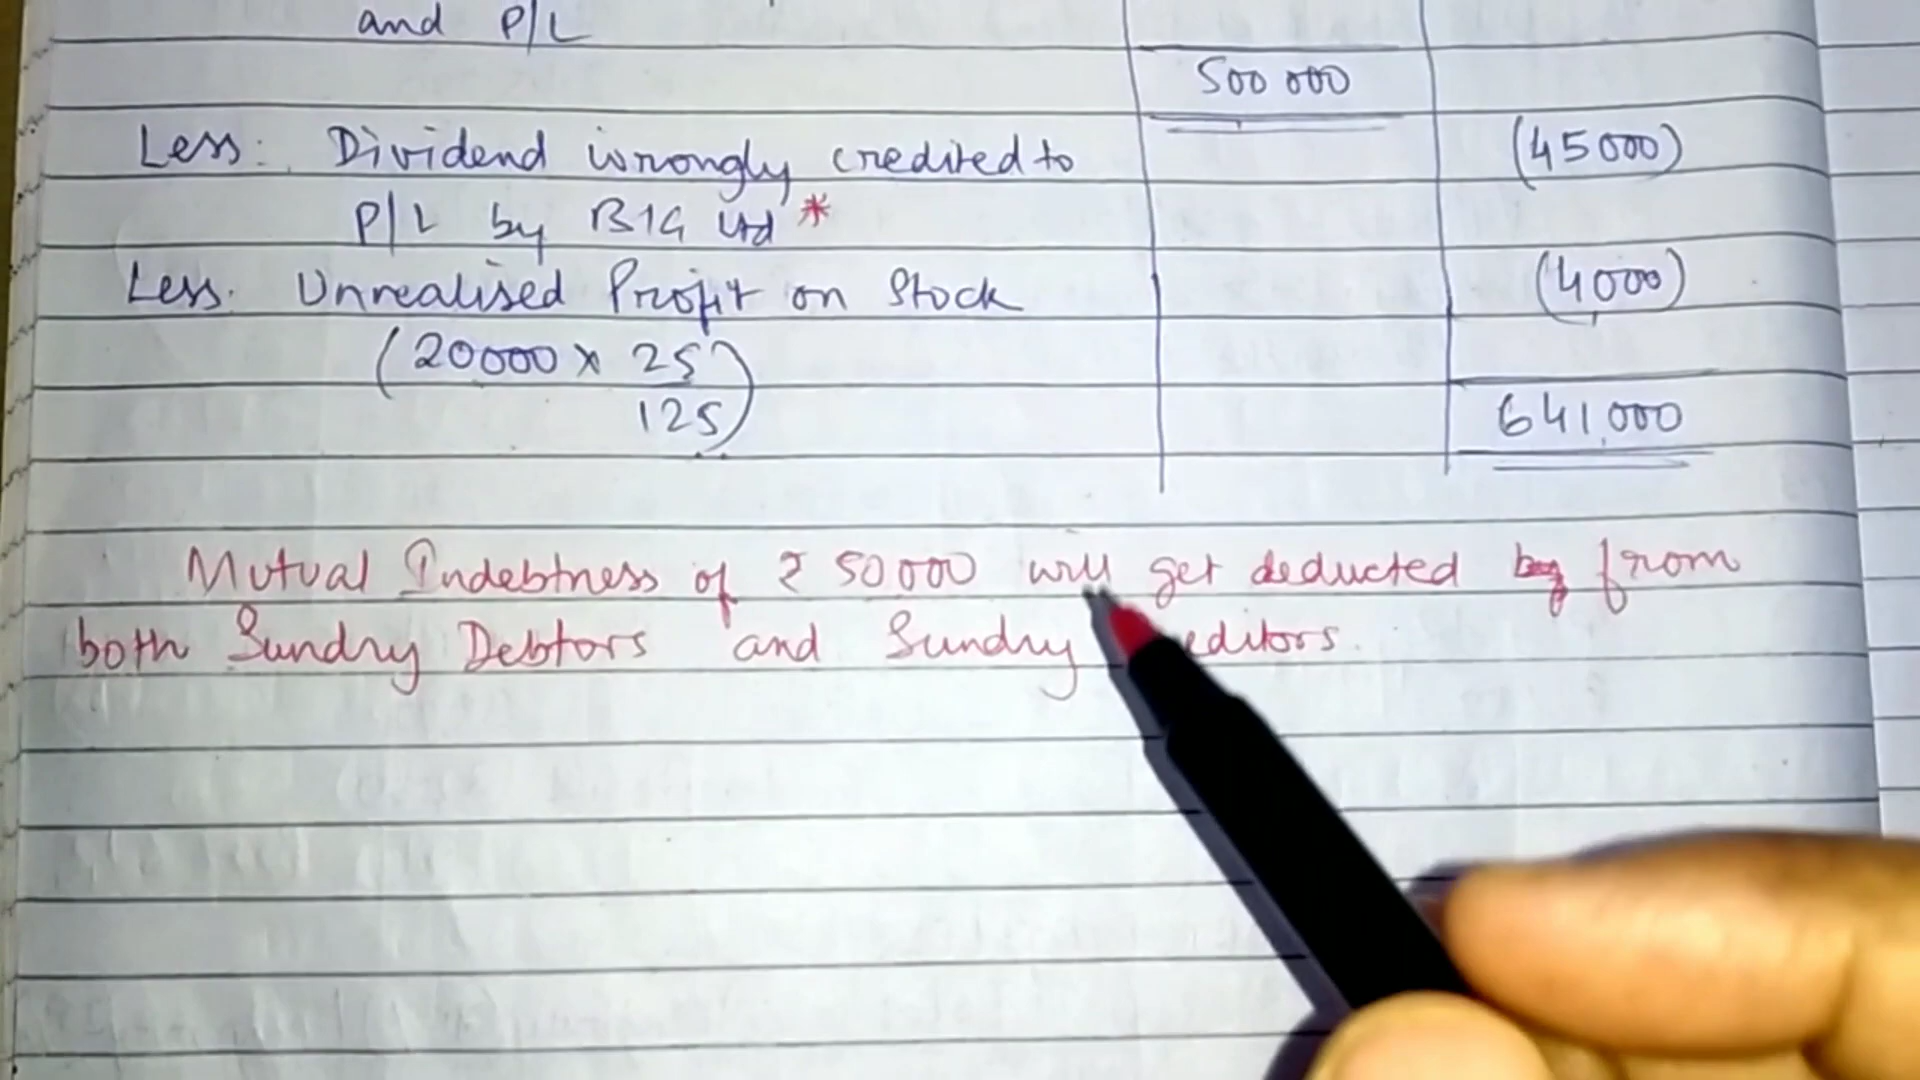 and P/L
500 000
Less: Dividend wrongly credited to (45000)
P/L by BIG Ltd *
Less. Unrealised Profit on Stock (4000)
(20000 x 25
125) 641,000
Mutual Indebtness of ₹ 50000 will get deducted by from
both Sundry Debtors and Sundry editors.